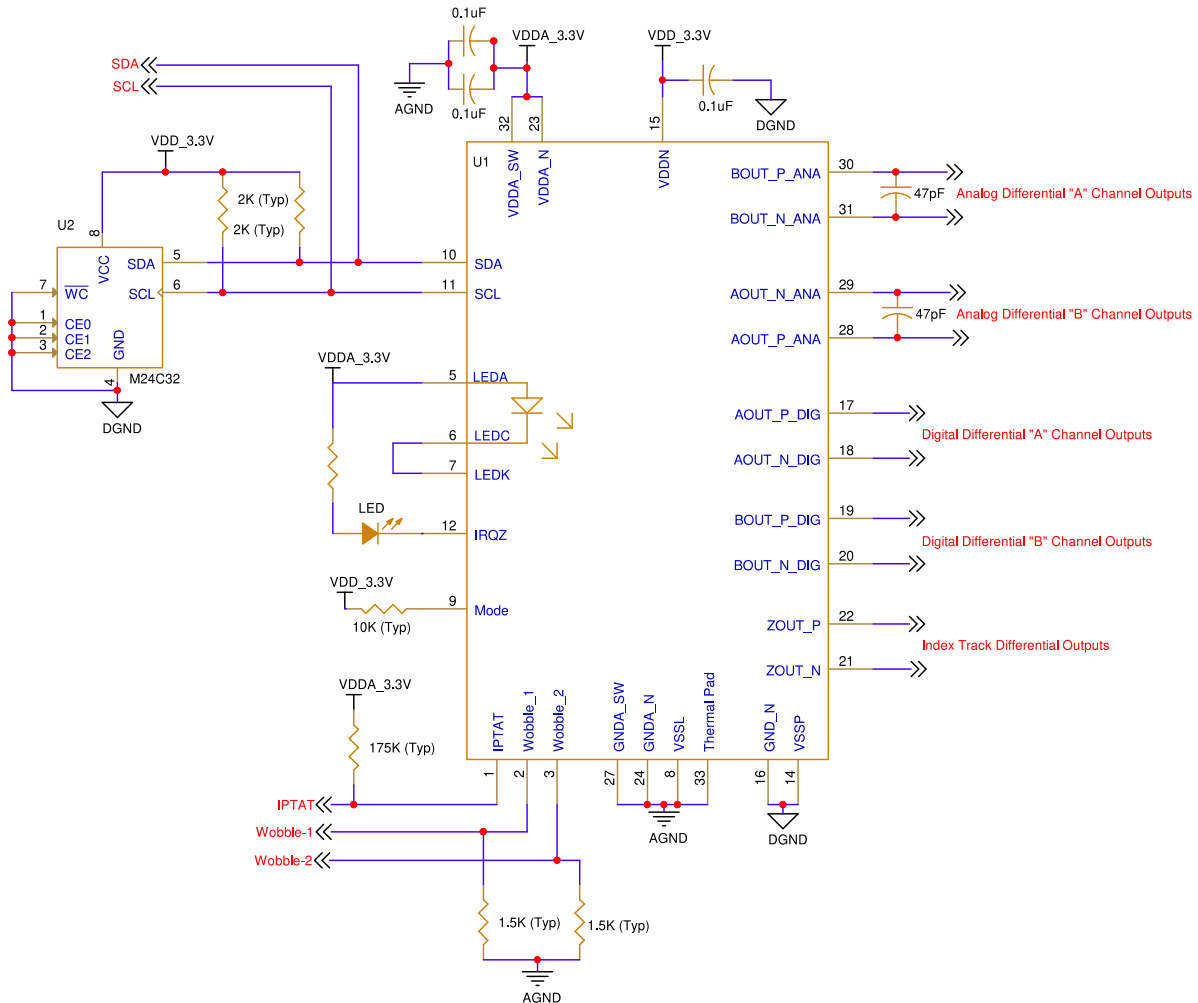 0.1uF
VDDA_3.3V
VDD_3.3V
SDA
SCL
AGND
0.1uF
0.1uF
DGND
32
23
15
VDD_3.3V
U1
VDDA_SW
VDDA_N
VDDN
BOUT_P_ANA
30
47pF
Analog Differential "A" Channel Outputs
BOUT_N_ANA
31
2K (Typ)
2K (Typ)
U2
8
VCC
SDA
5
10
SDA
7
WC
SCL
6
11
SCL
AOUT_N_ANA
29
47pF
Analog Differential "B" Channel Outputs
AOUT_P_ANA
28
1
CE0
2
CE1
3
CE2
GND
4
M24C32
DGND
VDDA_3.3V
5
LEDA
6
LEDC
7
LEDK
AOUT_P_DIG
17
Digital Differential "A" Channel Outputs
AOUT_N_DIG
18
LED
12
IRQZ
BOUT_P_DIG
19
Digital Differential "B" Channel Outputs
BOUT_N_DIG
20
VDD_3.3V
10K (Typ)
9
Mode
ZOUT_P
22
Index Track Differential Outputs
ZOUT_N
21
VDDA_3.3V
175K (Typ)
IPTAT
Wobble_1
Wobble_2
GNDA_SW
GNDA_N
VSSL
Thermal Pad
GND_N
VSSP
1
2
3
27
24
8
33
16
14
IPTAT
Wobble-1
Wobble-2
AGND
DGND
1.5K (Typ)
1.5K (Typ)
AGND